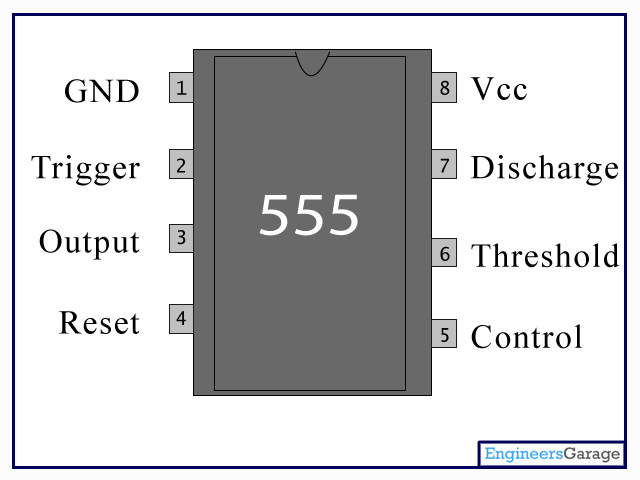 GND 1 8 Vcc
Trigger 2 7 Discharge
555
Output 3 6 Threshold
Reset 4 5 Control
EngineersGarage